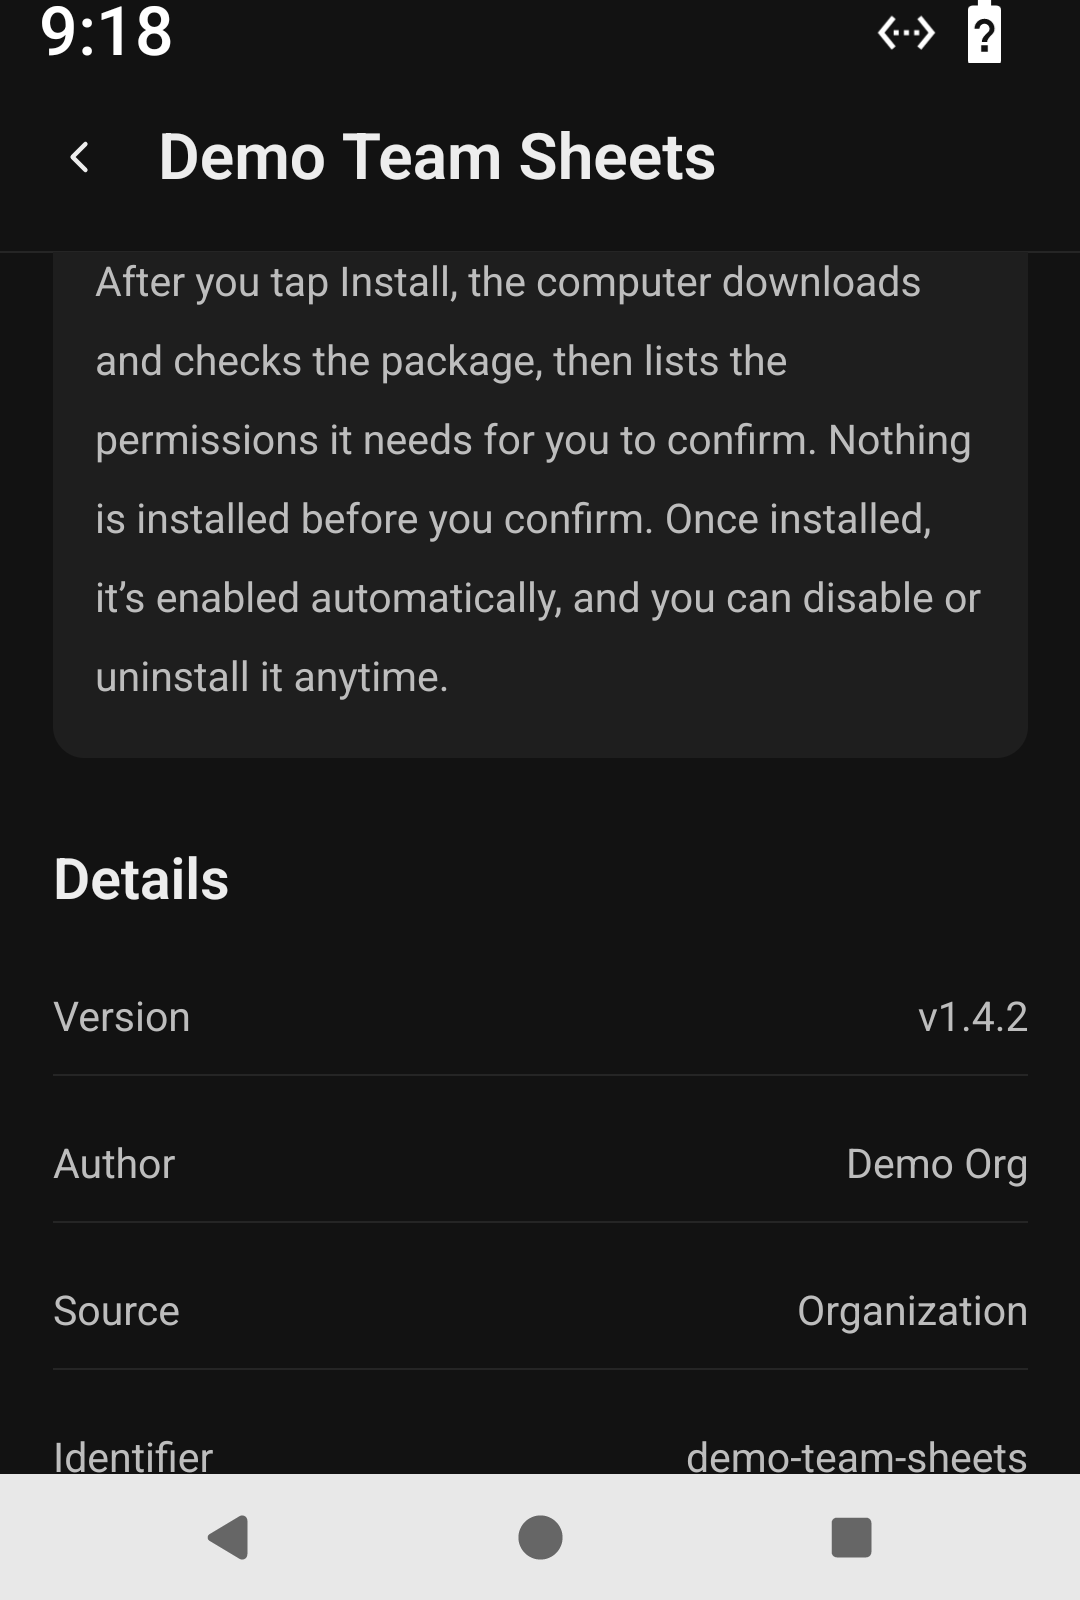 9:18
Demo Team Sheets
After you tap Install, the computer downloads
and checks the package, then lists the
permissions it needs for you to confirm. Nothing
is installed before you confirm. Once installed,
it’s enabled automatically, and you can disable or
uninstall it anytime.
Details
Version v1.4.2
Author Demo Org
Source Organization
Identifier demo-team-sheets